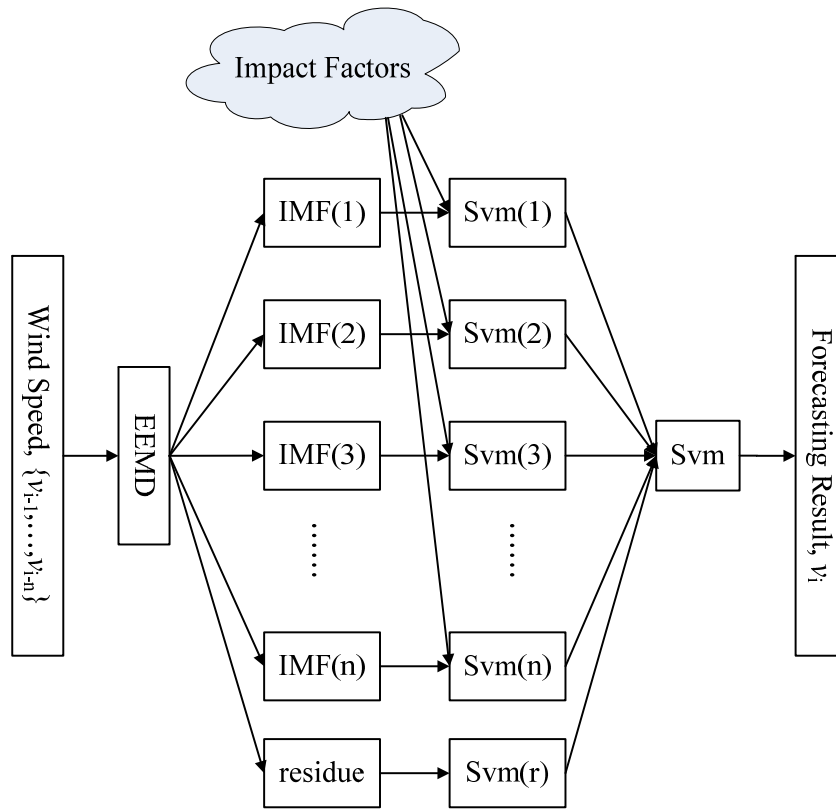 Impact Factors
IMF(1)
Svm(1)
IMF(2)
Svm(2)
Wind Speed, {vi-1,…,vi-n}
EEMD
IMF(3)
Svm(3)
Svm
Forecasting Result, vi
......
......
IMF(n)
Svm(n)
residue
Svm(r)